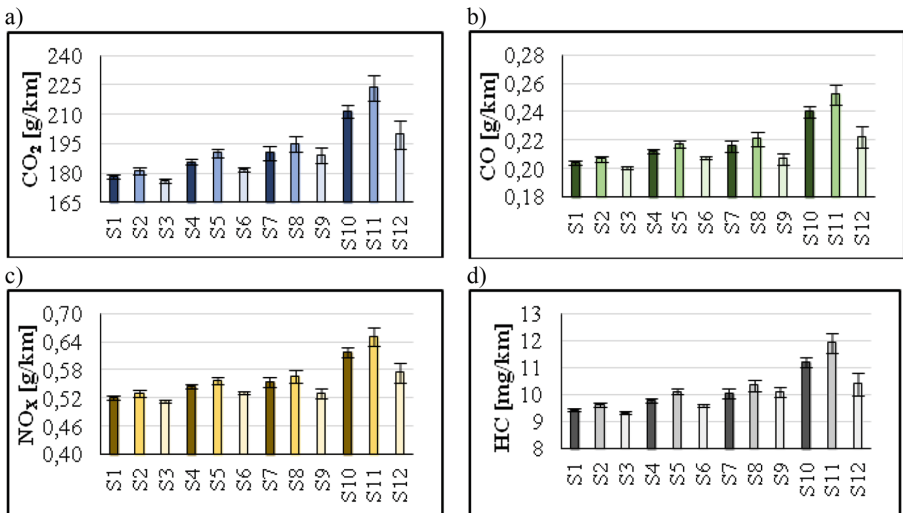 a)
CO₂ [g/km]
240
225
210
195
180
165
S1 S2 S3 S4 S5 S6 S7 S8 S9 S10 S11 S12
b)
CO [g/km]
0,28
0,26
0,24
0,22
0,20
0,18
S1 S2 S3 S4 S5 S6 S7 S8 S9 S10 S11 S12
c)
NOX [g/km]
0,70
0,64
0,58
0,52
0,46
0,40
S1 S2 S3 S4 S5 S6 S7 S8 S9 S10 S11 S12
d)
HC [mg/km]
13
12
11
10
9
8
S1 S2 S3 S4 S5 S6 S7 S8 S9 S10 S11 S12